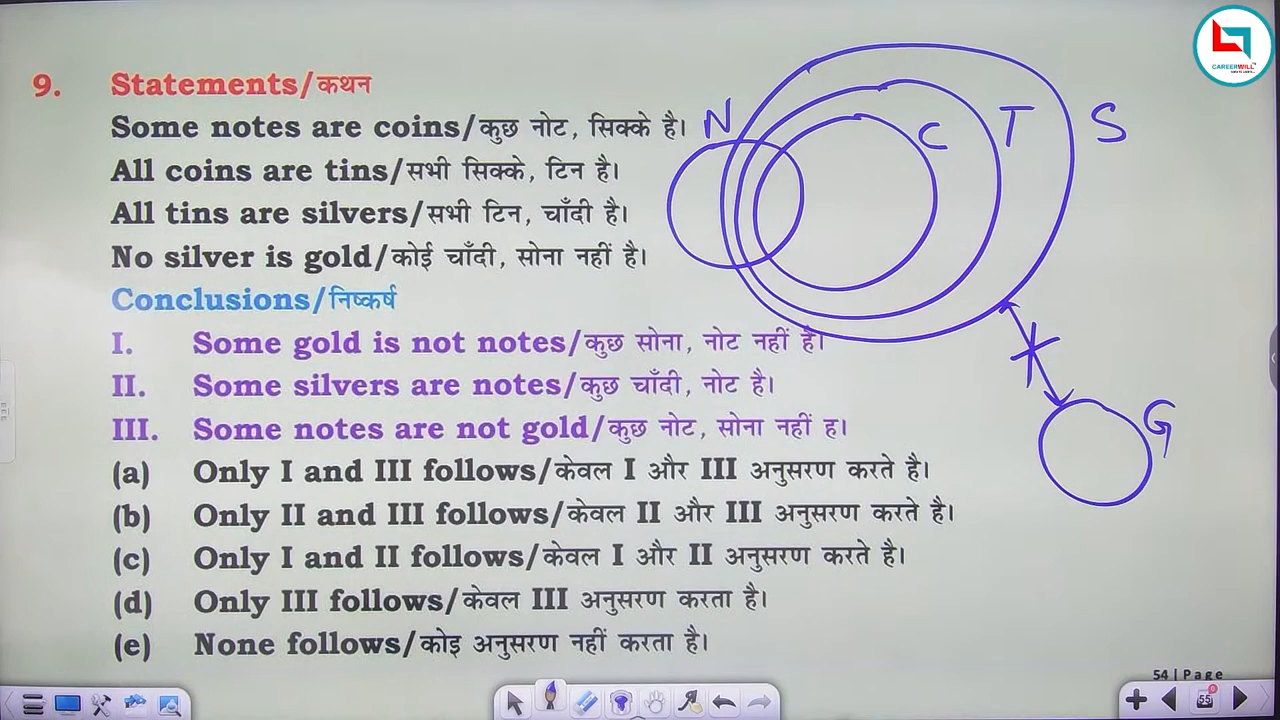 CAREERWILL
9. Statements/कथन
Some notes are coins/कुछ नोट, सिक्के है।
All coins are tins/सभी सिक्के, टिन है।
All tins are silvers/सभी टिन, चाँदी है।
No silver is gold/कोई चाँदी, सोना नहीं है।
Conclusions/निष्कर्ष
I. Some gold is not notes/कुछ सोना, नोट नहीं है।
II. Some silvers are notes/कुछ चाँदी, नोट है।
III. Some notes are not gold/कुछ नोट, सोना नहीं ह।
(a) Only I and III follows/केवल I और III अनुसरण करते है।
(b) Only II and III follows/केवल II और III अनुसरण करते है।
(c) Only I and II follows/केवल I और II अनुसरण करते है।
(d) Only III follows/केवल III अनुसरण करता है।
(e) None follows/कोइ अनुसरण नहीं करता है।
N
C
T
S
G
54 | Page
55